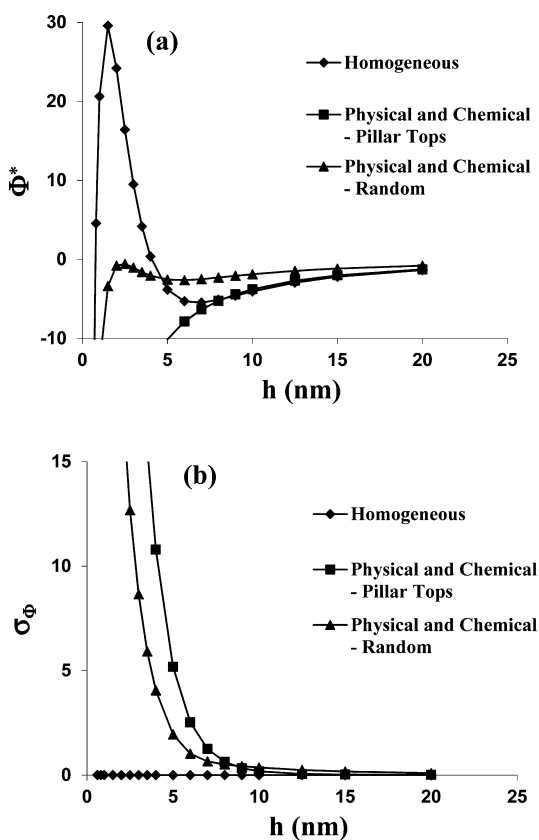 (a)
30
20
10
0
-10
Φ*
Homogeneous
Physical and Chemical
- Pillar Tops
Physical and Chemical
- Random
0 5 10 15 20 25
h (nm)
(b)
15
10
5
0
σΦ
Homogeneous
Physical and Chemical
- Pillar Tops
Physical and Chemical
- Random
0 5 10 15 20 25
h (nm)